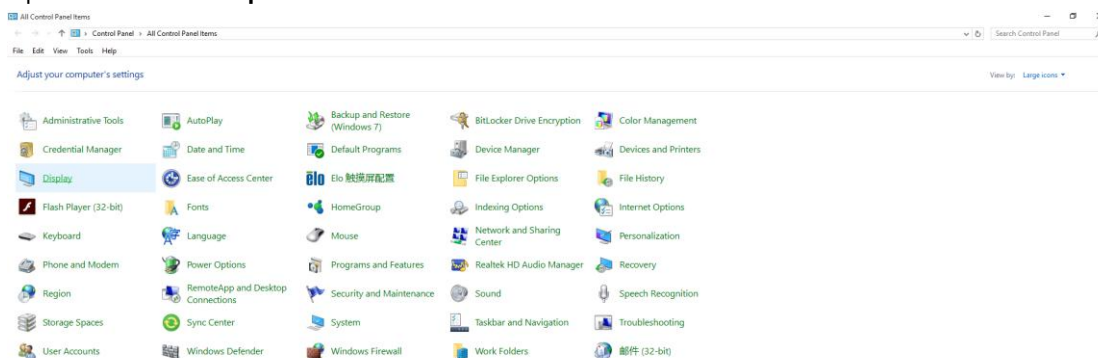 All Control Panel Items
Control Panel > All Control Panel Items
Search Control Panel
File Edit View Tools Help
Adjust your computer's settings
View by: Large icons
Administrative Tools
AutoPlay
Backup and Restore
(Windows 7)
BitLocker Drive Encryption
Color Management
Credential Manager
Date and Time
Default Programs
Device Manager
Devices and Printers
Display
Ease of Access Center
elo Elo 触摸屏配置
File Explorer Options
File History
Flash Player (32-bit)
Fonts
HomeGroup
Indexing Options
Internet Options
Keyboard
Language
Mouse
Network and Sharing
Center
Personalization
Phone and Modem
Power Options
Programs and Features
Realtek HD Audio Manager
Recovery
Region
RemoteApp and Desktop
Connections
Security and Maintenance
Sound
Speech Recognition
Storage Spaces
Sync Center
System
Taskbar and Navigation
Troubleshooting
User Accounts
Windows Defender
Windows Firewall
Work Folders
邮件 (32-bit)